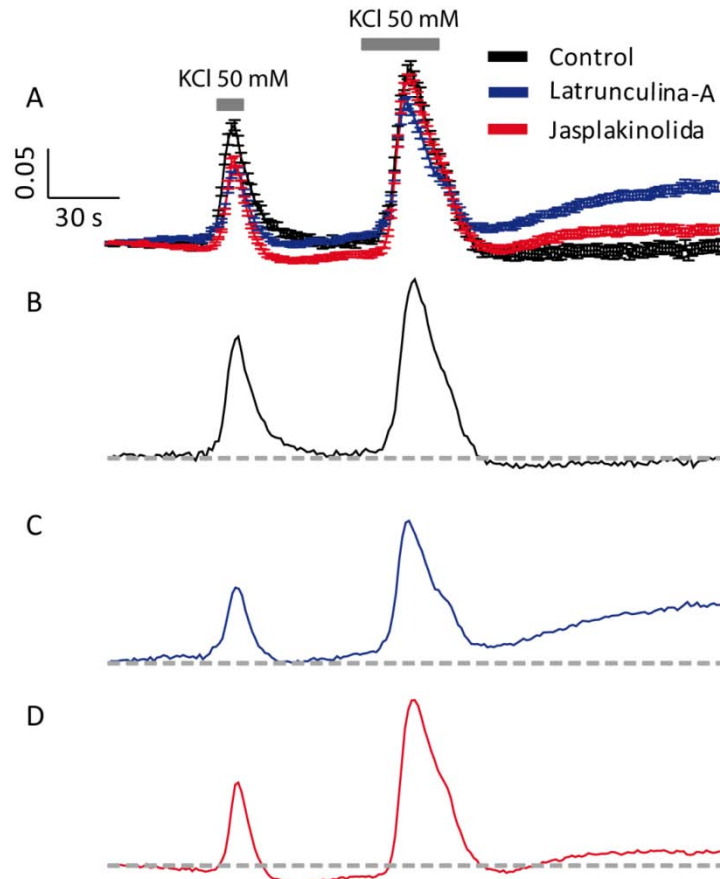 KCl 50 mM
KCl 50 mM
Control
Latrunculina-A
Jasplakinolida
A
0.05
30 s
B
C
D